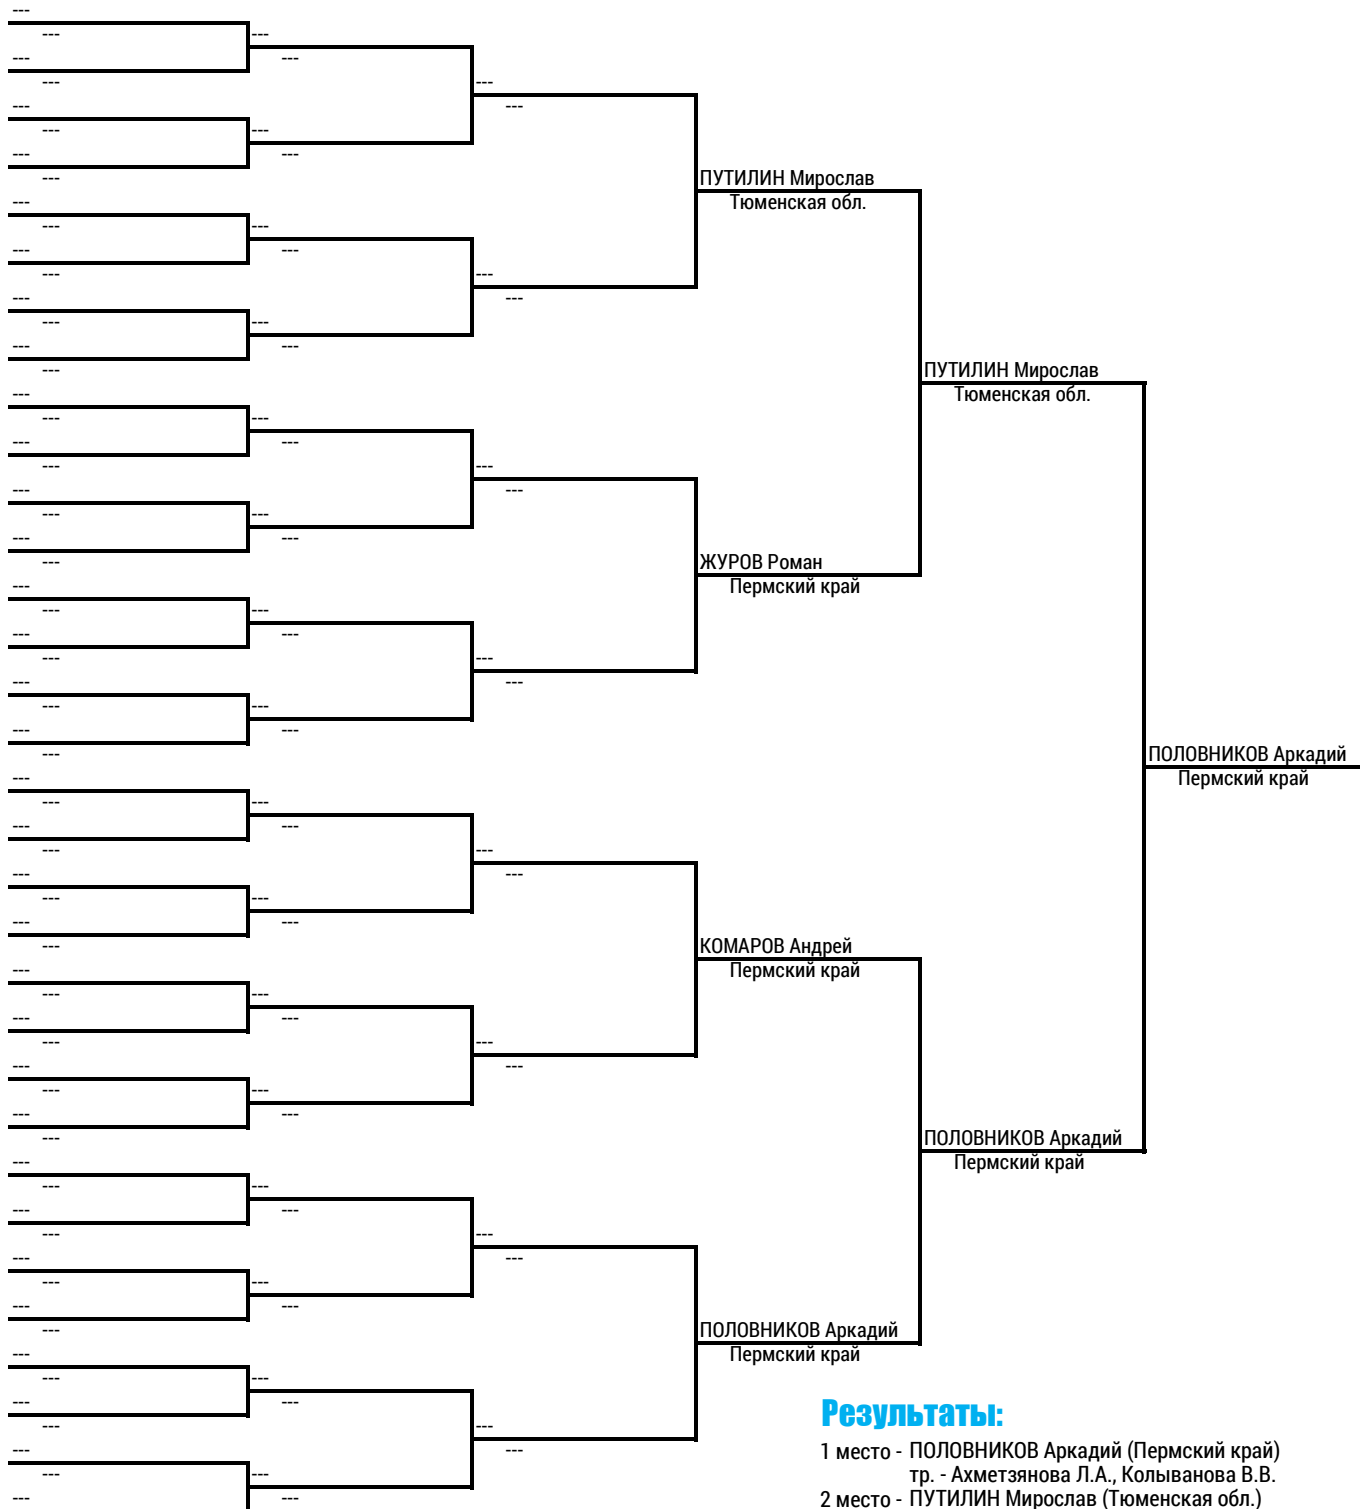 ---
--- ---
--- ---
--- ---
--- ---
--- ---
--- ---
--- ПУТИЛИН Мирослав
--- Тюменская обл.
--- ---
--- ---
--- ---
--- ---
--- ---
--- ---
--- ПУТИЛИН Мирослав
--- Тюменская обл.
--- ---
--- ---
--- ---
--- ---
--- ---
--- ---
--- ЖУРОВ Роман
--- Пермский край
--- ---
--- ---
--- ---
--- ---
--- ---
--- ---
--- ПОЛОВНИКОВ Аркадий
--- Пермский край
--- ---
--- ---
--- ---
--- ---
--- ---
--- ---
--- КОМАРОВ Андрей
--- Пермский край
--- ---
--- ---
--- ---
--- ---
--- ---
--- ---
--- ПОЛОВНИКОВ Аркадий
--- Пермский край
--- ---
--- ---
--- ---
--- ---
--- ---
--- ---
--- ПОЛОВНИКОВ Аркадий
--- Пермский край
--- ---
--- ---
Результаты:
--- ---
--- ---
1 место - ПОЛОВНИКОВ Аркадий (Пермский край)
--- ---
тр. - Ахметзянова Л.А., Колыванова В.В.
--- ---
2 место - ПУТИЛИН Мирослав (Тюменская обл.)